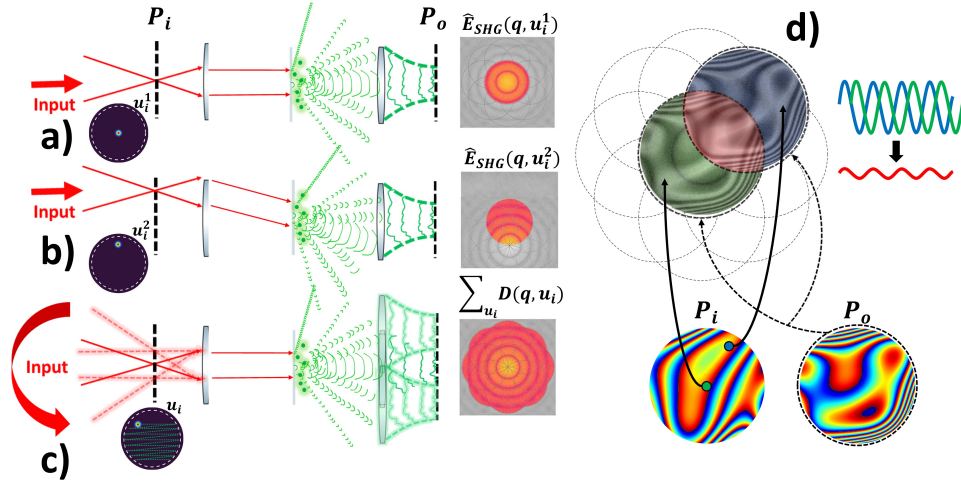 P_i
P_o
Ê_SHG(q, u_i^1)
Input
u_i^1
a)
Ê_SHG(q, u_i^2)
Input
u_i^2
b)
∑_{u_i} D(q, u_i)
Input
u_i
c)
d)
P_i
P_o